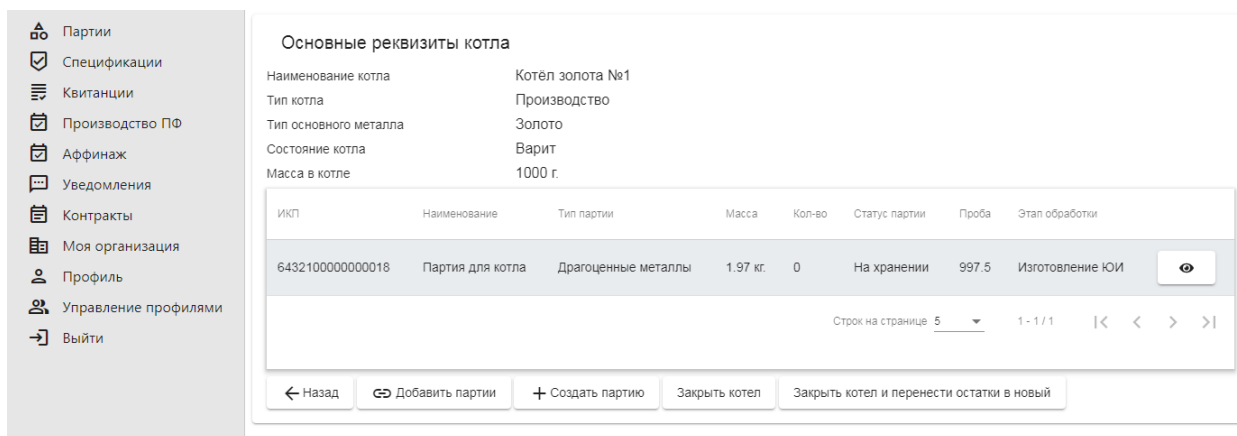 Партии
Спецификации
Квитанции
Производство ПФ
Аффинаж
Уведомления
Контракты
Моя организация
Профиль
Управление профилями
Выйти
Основные реквизиты котла
Наименование котла Котёл золота №1
Тип котла Производство
Тип основного металла Золото
Состояние котла Варит
Масса в котле 1000 г.
ИКП Наименование Тип партии Масса Кол-во Статус партии Проба Этап обработки
6432100000000018 Партия для котла Драгоценные металлы 1.97 кг. 0 На хранении 997.5 Изготовление ЮИ
Строк на странице 5 1 - 1 / 1
Назад Добавить партии Создать партию Закрыть котел Закрыть котел и перенести остатки в новый